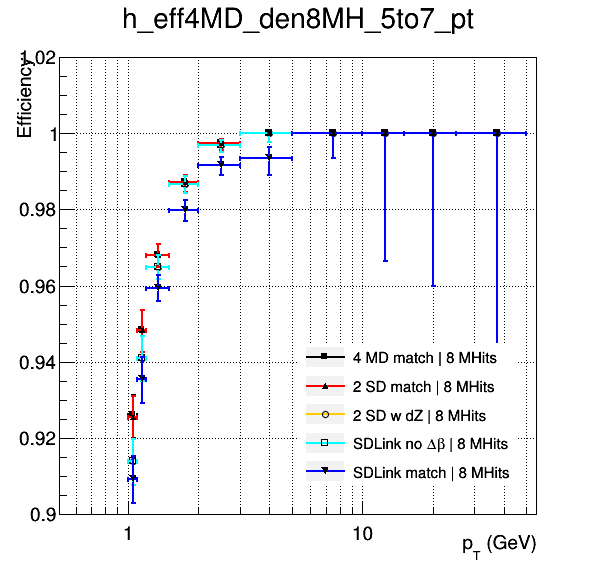 h_eff4MD_den8MH_5to7_pt
Efficiency
1.02
1
0.98
0.96
0.94
0.92
0.9
4 MD match | 8 MHits
2 SD match | 8 MHits
2 SD w dZ | 8 MHits
SDLink no Δβ | 8 MHits
SDLink match | 8 MHits
1
10
p_T (GeV)